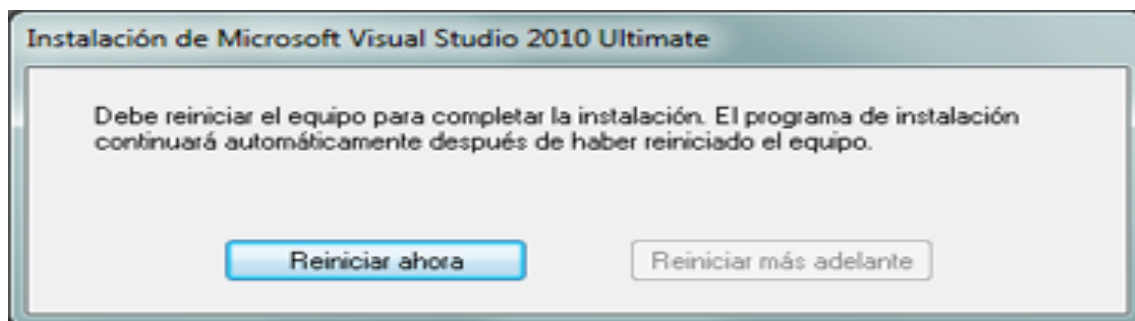 Instalación de Microsoft Visual Studio 2010 Ultimate
Debe reiniciar el equipo para completar la instalación. El programa de instalación
continuará automáticamente después de haber reiniciado el equipo.
Reiniciar ahora
Reiniciar más adelante